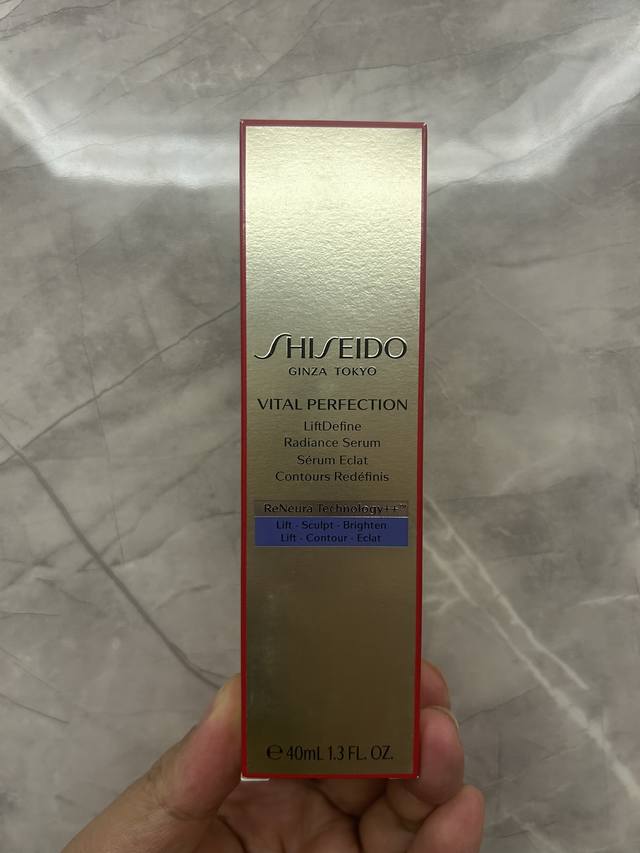 SHISEIDO
GINZA TOKYO
VITAL PERFECTION
LiftDefine
Radiance Serum
Sérum Eclat
Contours Redéfinis
ReNeura Technology++™
Lift - Sculpt - Brighten
Lift - Contour - Eclat
℮ 40mL 1.3 FL. OZ.